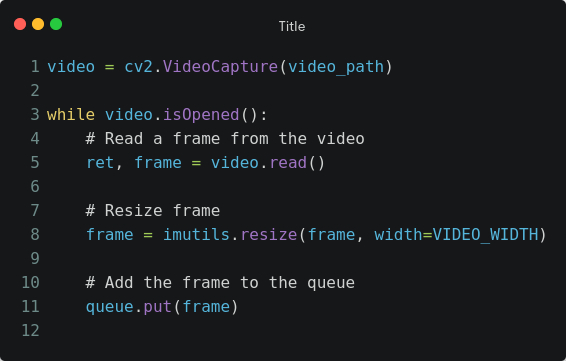 Title
1 video = cv2.VideoCapture(video_path)
2
3 while video.isOpened():
4     # Read a frame from the video
5     ret, frame = video.read()
6
7     # Resize frame
8     frame = imutils.resize(frame, width=VIDEO_WIDTH)
9
10     # Add the frame to the queue
11     queue.put(frame)
12